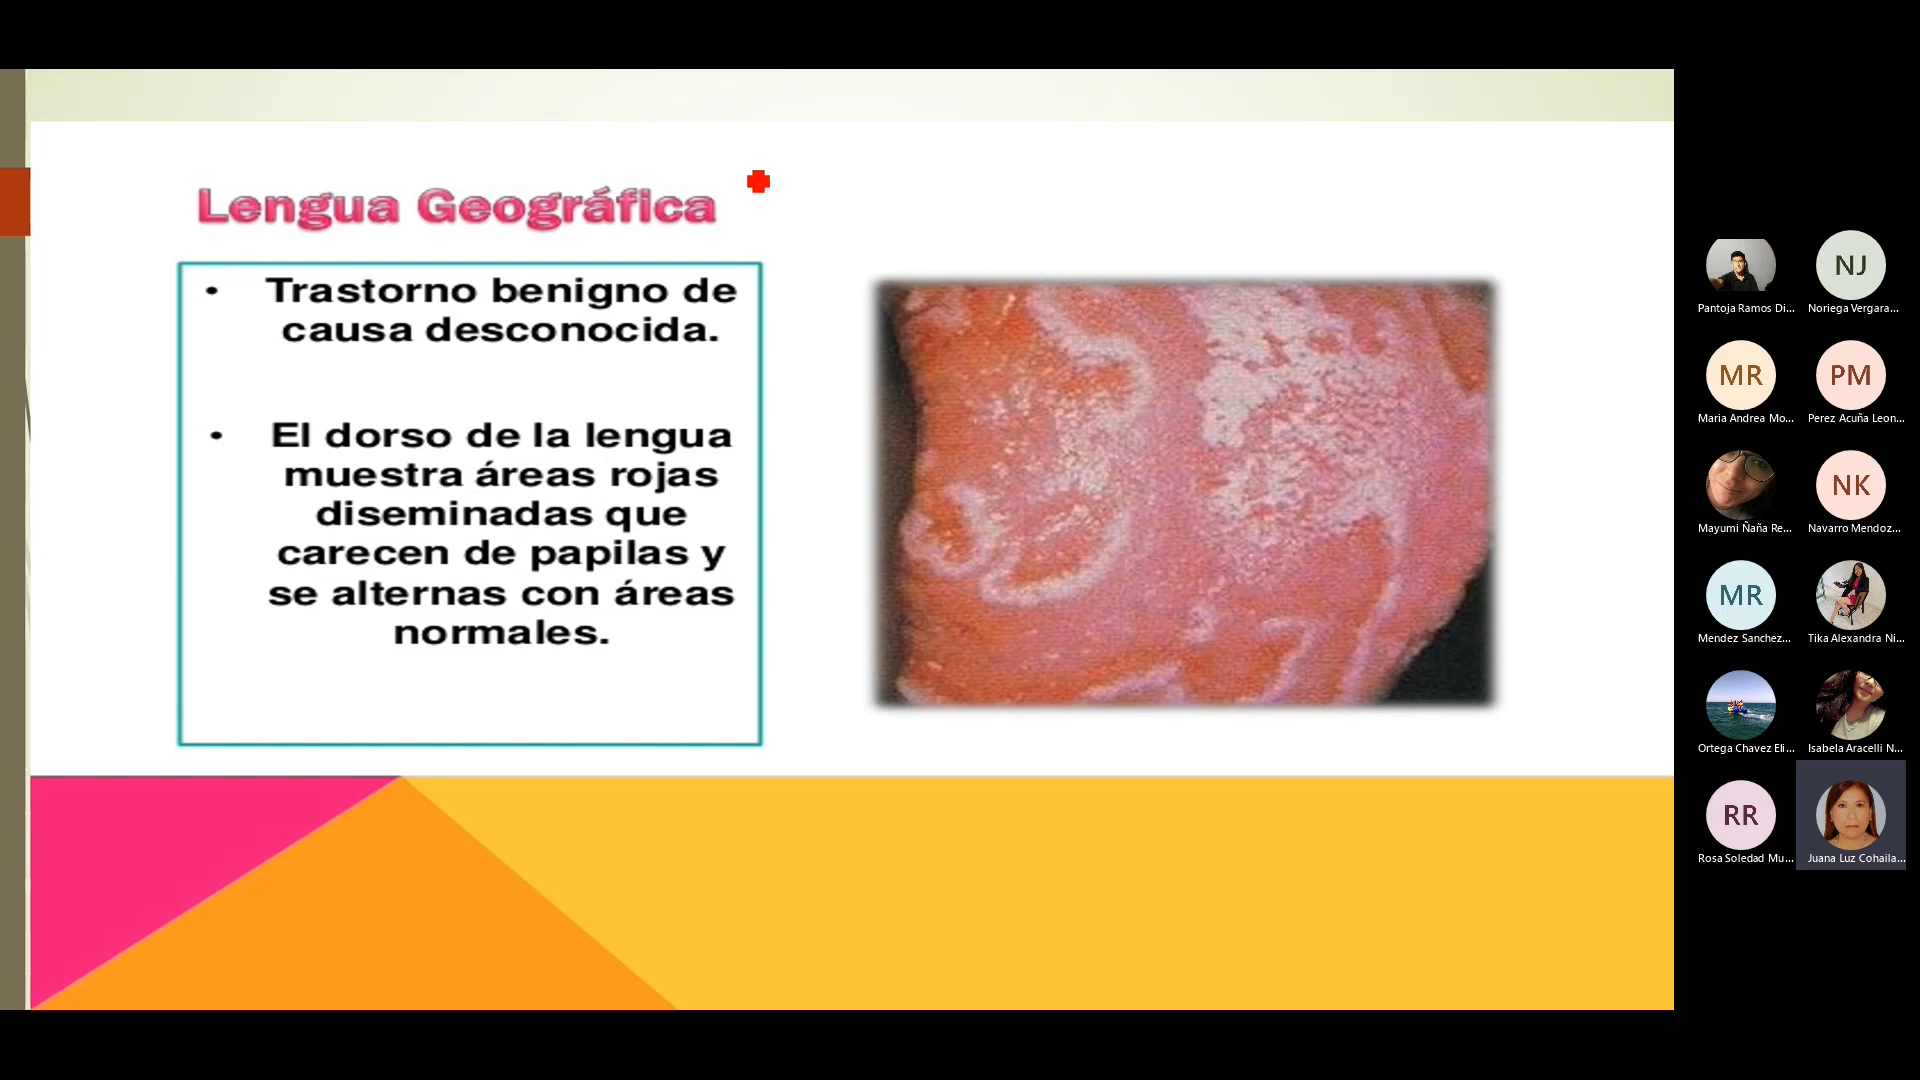 Lengua Geográfica
• Trastorno benigno de
causa desconocida.
• El dorso de la lengua
muestra áreas rojas
diseminadas que
carecen de papilas y
se alternas con áreas
normales.
NJ
Pantoja Ramos Di...
Noriega Vergara...
MR
PM
Maria Andrea Mo...
Perez Acuña Leon...
NK
Mayumi Ñaña Re...
Navarro Mendoz...
MR
Mendez Sanchez...
Tika Alexandra Ni...
Ortega Chavez Eli...
Isabela Aracelli N...
RR
Rosa Soledad Mu...
Juana Luz Cohaila...